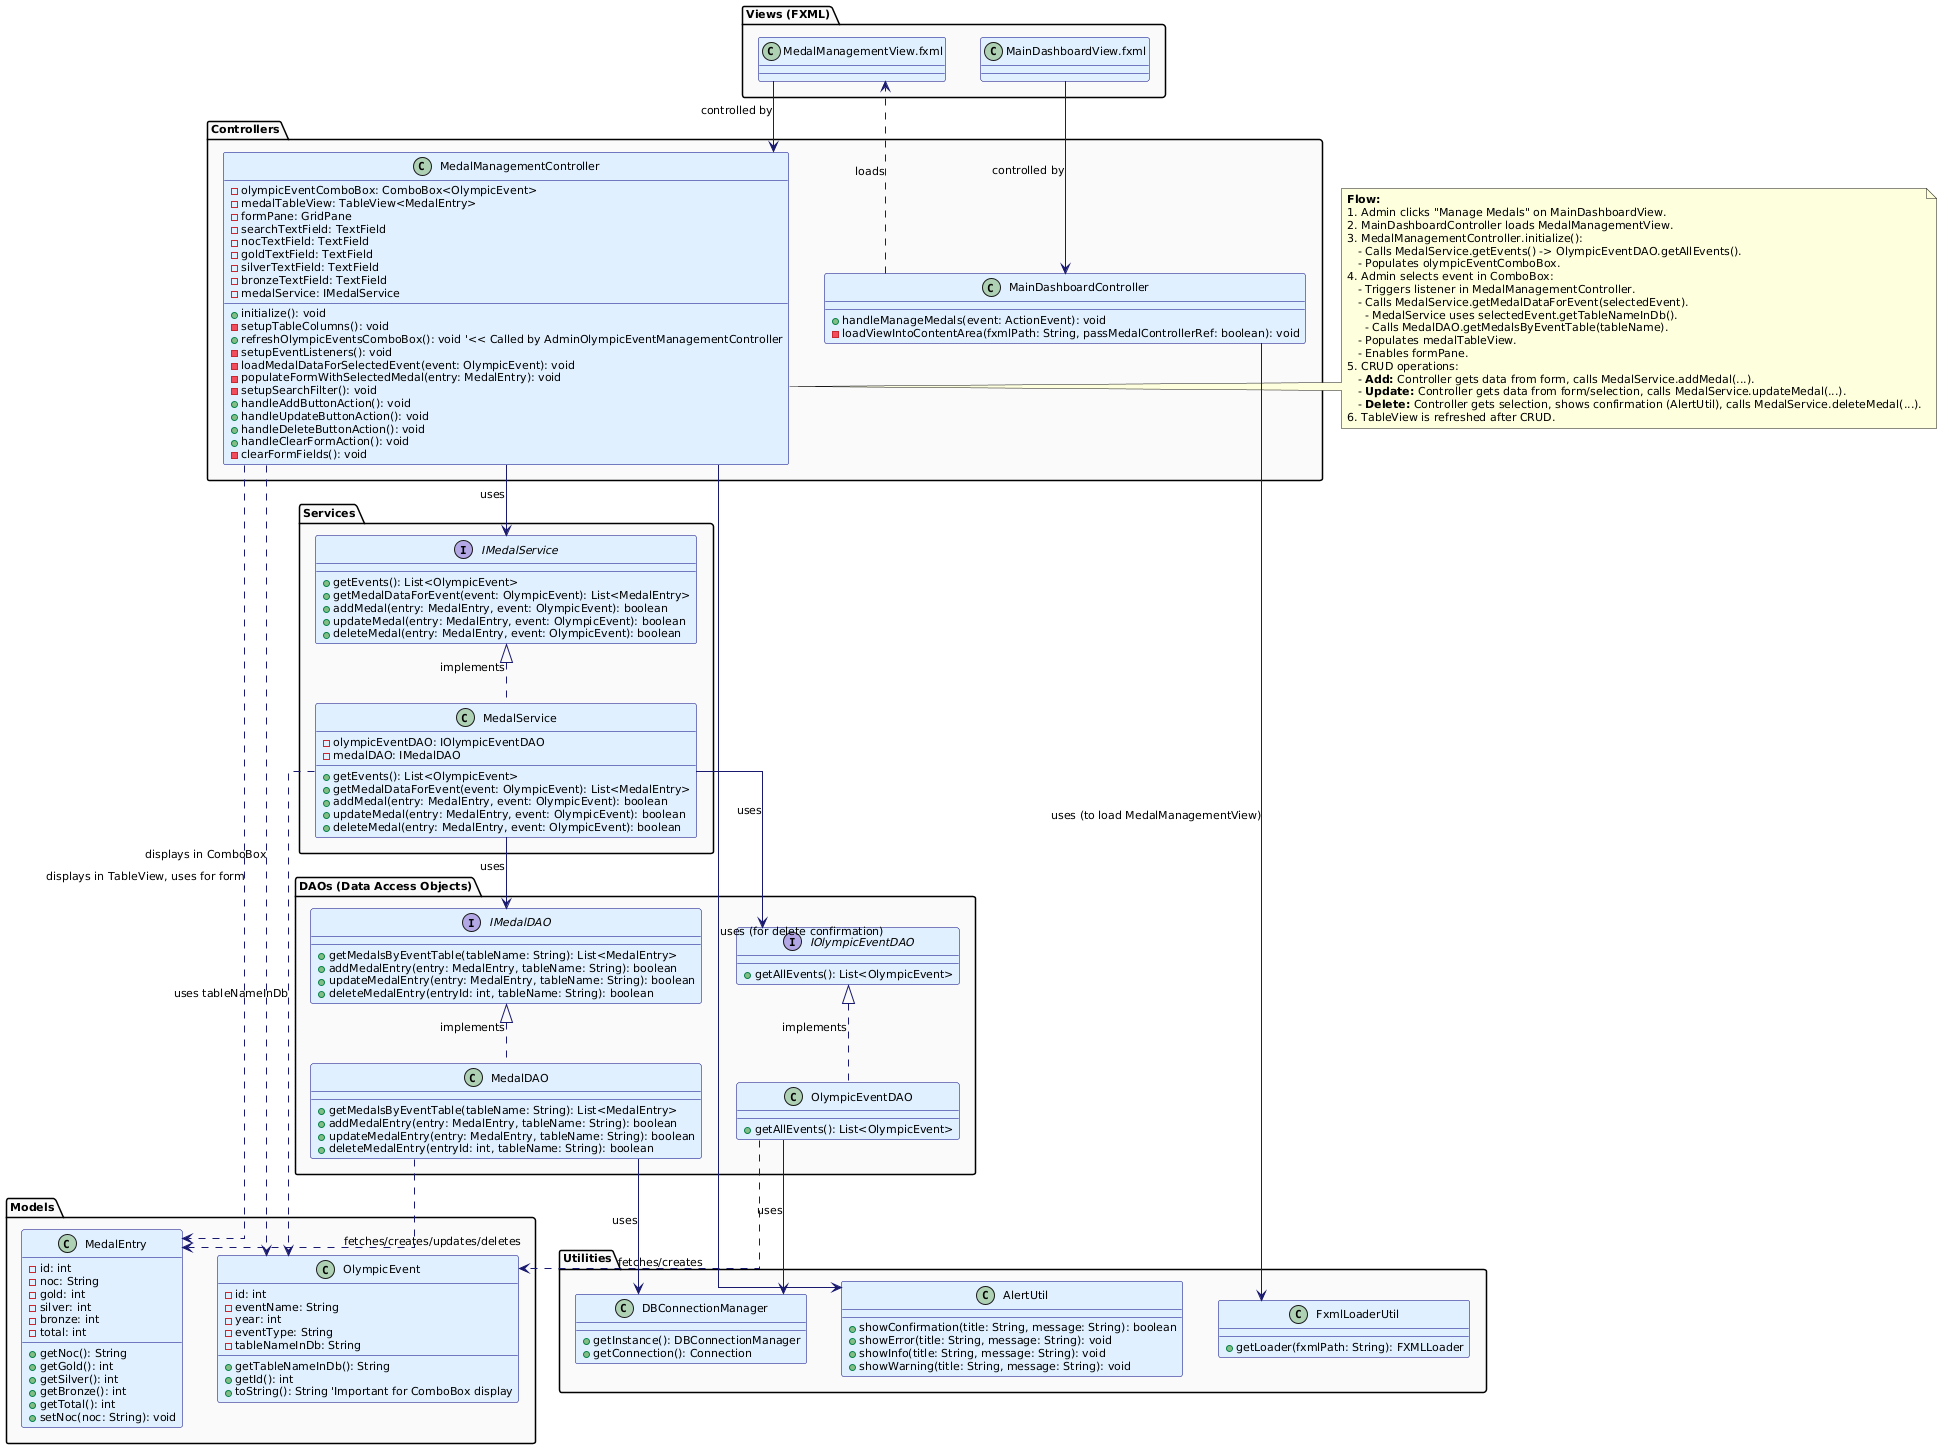 Views (FXML)
C MedalManagementView.fxml
C MainDashboardView.fxml
controlled by
loads
controlled by
Controllers
C MedalManagementController
olympicEventComboBox: ComboBox<OlympicEvent>
medalTableView: TableView<MedalEntry>
formPane: GridPane
searchTextField: TextField
nocTextField: TextField
goldTextField: TextField
silverTextField: TextField
bronzeTextField: TextField
medalService: IMedalService
initialize(): void
setupTableColumns(): void
refreshOlympicEventsComboBox(): void '<< Called by AdminOlympicEventManagementController
setupEventListeners(): void
loadMedalDataForSelectedEvent(event: OlympicEvent): void
populateFormWithSelectedMedal(entry: MedalEntry): void
setupSearchFilter(): void
handleAddButtonAction(): void
handleUpdateButtonAction(): void
handleDeleteButtonAction(): void
handleClearFormAction(): void
clearFormFields(): void
C MainDashboardController
handleManageMedals(event: ActionEvent): void
loadViewIntoContentArea(fxmlPath: String, passMedalControllerRef: boolean): void
Flow:
1. Admin clicks "Manage Medals" on MainDashboardView.
2. MainDashboardController loads MedalManagementView.
3. MedalManagementController.initialize():
- Calls MedalService.getEvents() -> OlympicEventDAO.getAllEvents().
- Populates olympicEventComboBox.
4. Admin selects event in ComboBox:
- Triggers listener in MedalManagementController.
- Calls MedalService.getMedalDataForEvent(selectedEvent).
- MedalService uses selectedEvent.getTableNameInDb().
- Calls MedalDAO.getMedalsByEventTable(tableName).
- Populates medalTableView.
- Enables formPane.
5. CRUD operations:
- Add: Controller gets data from form, calls MedalService.addMedal(...).
- Update: Controller gets data from form/selection, calls MedalService.updateMedal(...).
- Delete: Controller gets selection, shows confirmation (AlertUtil), calls MedalService.deleteMedal(...).
6. TableView is refreshed after CRUD.
uses
Services
I IMedalService
getEvents(): List<OlympicEvent>
getMedalDataForEvent(event: OlympicEvent): List<MedalEntry>
addMedal(entry: MedalEntry, event: OlympicEvent): boolean
updateMedal(entry: MedalEntry, event: OlympicEvent): boolean
deleteMedal(entry: MedalEntry, event: OlympicEvent): boolean
implements
C MedalService
olympicEventDAO: IOlympicEventDAO
medalDAO: IMedalDAO
getEvents(): List<OlympicEvent>
getMedalDataForEvent(event: OlympicEvent): List<MedalEntry>
addMedal(entry: MedalEntry, event: OlympicEvent): boolean
updateMedal(entry: MedalEntry, event: OlympicEvent): boolean
deleteMedal(entry: MedalEntry, event: OlympicEvent): boolean
uses
uses (to load MedalManagementView)
displays in ComboBox
uses
displays in TableView, uses for form
DAOs (Data Access Objects)
I IMedalDAO
getMedalsByEventTable(tableName: String): List<MedalEntry>
addMedalEntry(entry: MedalEntry, tableName: String): boolean
updateMedalEntry(entry: MedalEntry, tableName: String): boolean
deleteMedalEntry(entryId: int, tableName: String): boolean
uses (for delete confirmation)
I IOlympicEventDAO
getAllEvents(): List<OlympicEvent>
uses tableNameInDb
implements
implements
C MedalDAO
getMedalsByEventTable(tableName: String): List<MedalEntry>
addMedalEntry(entry: MedalEntry, tableName: String): boolean
updateMedalEntry(entry: MedalEntry, tableName: String): boolean
deleteMedalEntry(entryId: int, tableName: String): boolean
C OlympicEventDAO
getAllEvents(): List<OlympicEvent>
uses
uses
fetches/creates/updates/deletes
fetches/creates
Models
C MedalEntry
id: int
noc: String
gold: int
silver: int
bronze: int
total: int
getNoc(): String
getGold(): int
getSilver(): int
getBronze(): int
getTotal(): int
setNoc(noc: String): void
C OlympicEvent
id: int
eventName: String
year: int
eventType: String
tableNameInDb: String
getTableNameInDb(): String
getId(): int
toString(): String 'Important for ComboBox display
Utilities
C DBConnectionManager
getInstance(): DBConnectionManager
getConnection(): Connection
C AlertUtil
showConfirmation(title: String, message: String): boolean
showError(title: String, message: String): void
showInfo(title: String, message: String): void
showWarning(title: String, message: String): void
C FxmlLoaderUtil
getLoader(fxmlPath: String): FXMLLoader